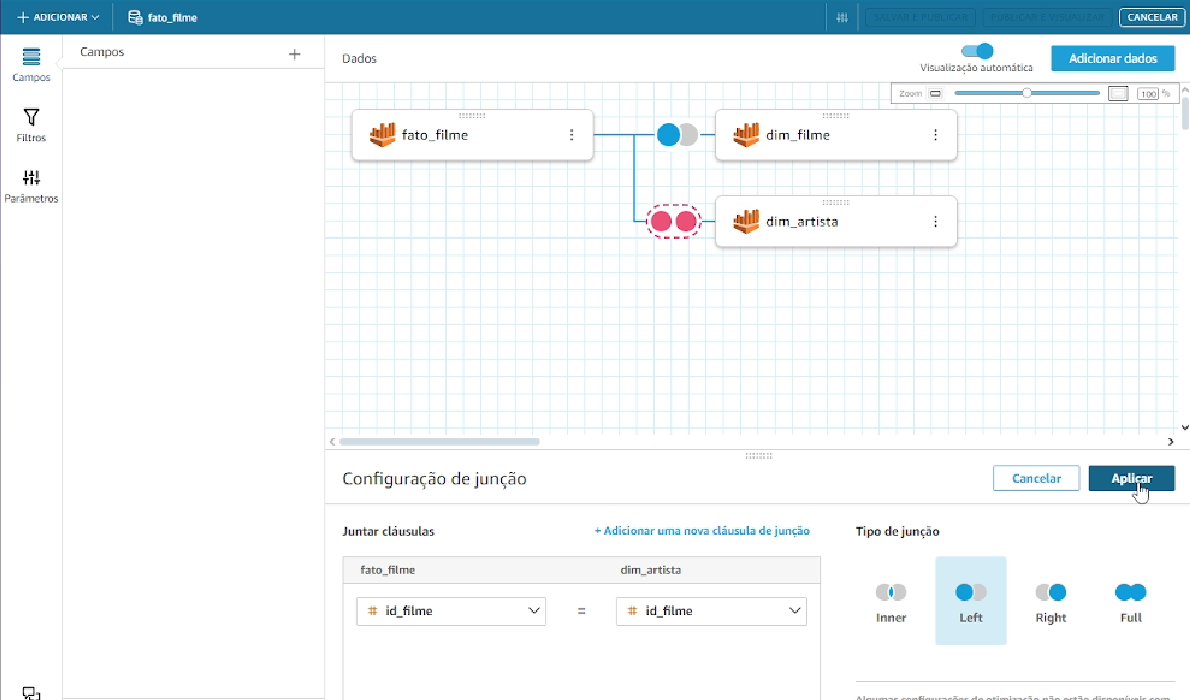 ADICIONAR
fato_filme
SALVAR E PUBLICAR
PUBLICAR E VISUALIZAR
CANCELAR
Campos
Filtros
Parâmetros
Campos
Dados
Visualização automática
Adicionar dados
Zoom
100 %
fato_filme
dim_filme
dim_artista
Configuração de junção
Cancelar
Aplicar
Juntar cláusulas
+ Adicionar uma nova cláusula de junção
Tipo de junção
fato_filme
dim_artista
# id_filme
=
# id_filme
Inner
Left
Right
Full
Algumas configurações de otimização não estão disponíveis com